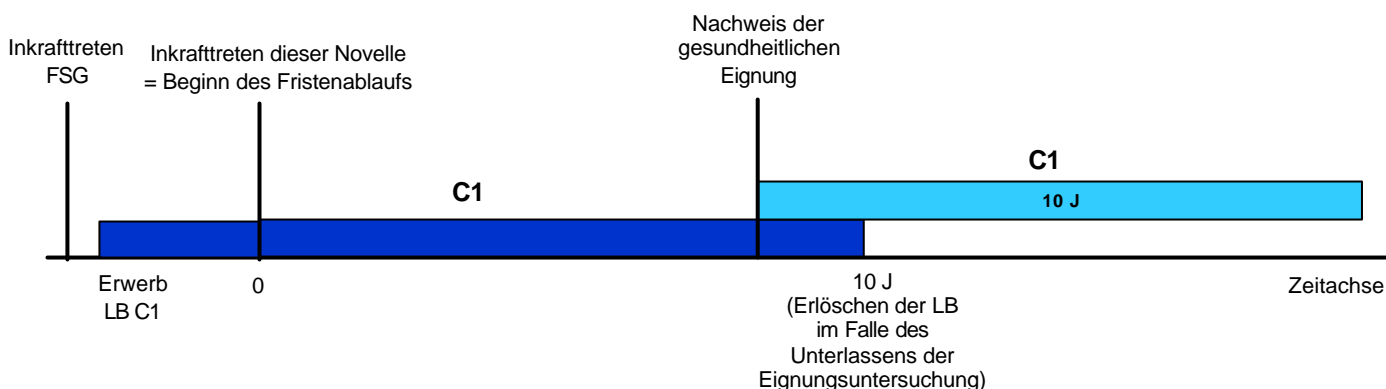 Inkrafttreten
FSG
Inkrafttreten dieser Novelle
= Beginn des Fristenablaufs
Nachweis der
gesundheitlichen
Eignung
C1
C1
10 J
Erwerb
LB C1
0
10 J
(Erlöschen der LB
im Falle des
Unterlassens der
Eignungsuntersuchung)
Zeitachse